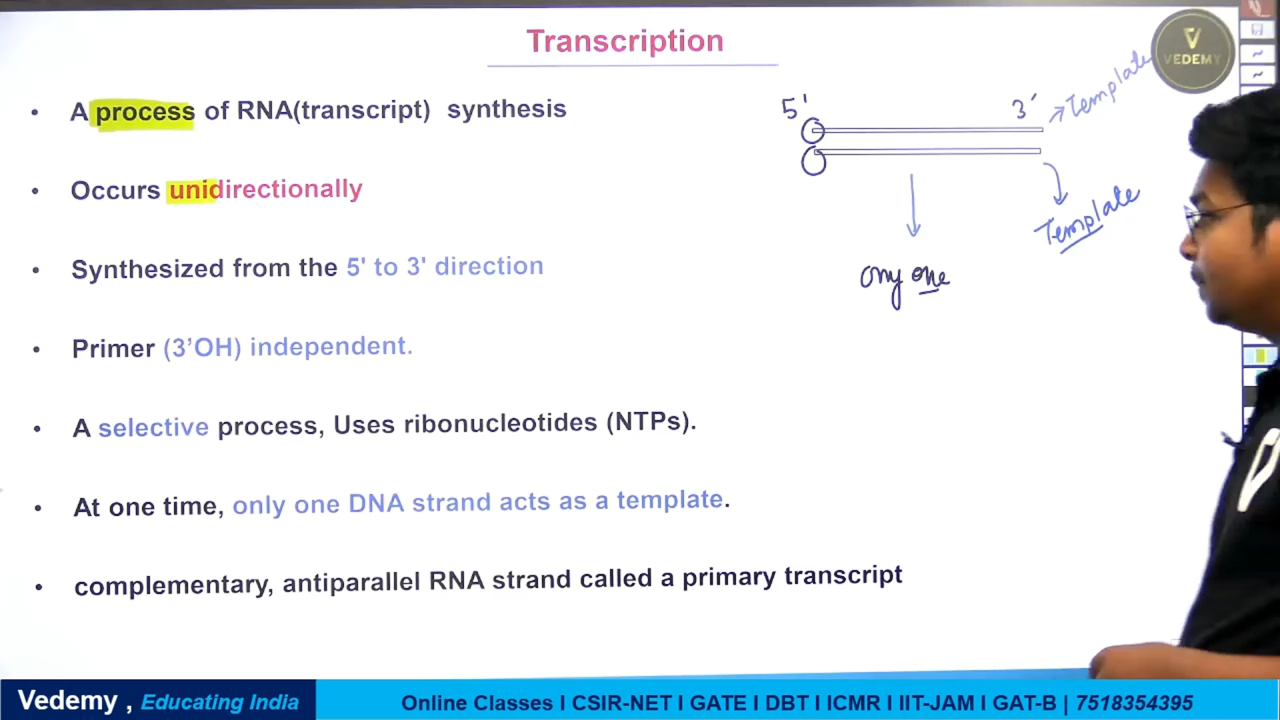 Transcription
VEDEMY
• A process of RNA(transcript) synthesis
• Occurs unidirectionally
• Synthesized from the 5' to 3' direction
• Primer (3’OH) independent.
• A selective process, Uses ribonucleotides (NTPs).
• At one time, only one DNA strand acts as a template.
• complementary, antiparallel RNA strand called a primary transcript
5' 3'
Template
Template
any one
Vedemy , Educating India
Online Classes I CSIR-NET I GATE I DBT I ICMR I IIT-JAM I GAT-B | 7518354395